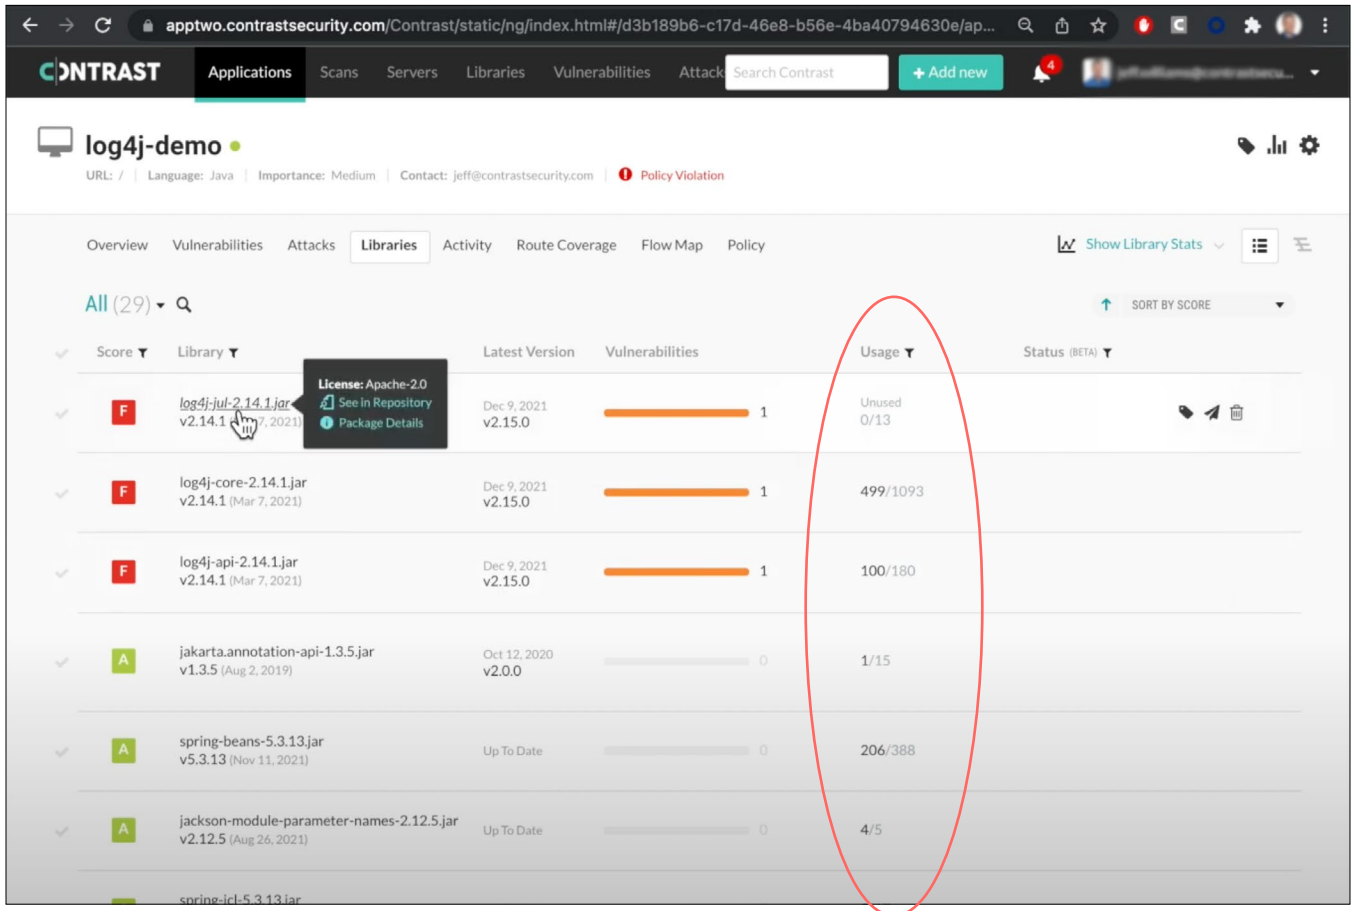 apptwo.contrastsecurity.com/Contrast/static/ng/index.html#/d3b189b6-c17d-46e8-b56e-4ba40794630e/ap...
CONTRAST Applications Scans Servers Libraries Vulnerabilities Attack Search Contrast + Add new 4
log4j-demo
URL: / Language: Java Importance: Medium Contact: jeff@contrastsecurity.com Policy Violation
Overview Vulnerabilities Attacks Libraries Activity Route Coverage Flow Map Policy Show Library Stats
All (29)
SORT BY SCORE
Score Library Latest Version Vulnerabilities Usage Status (BETA)
License: Apache-2.0
See in Repository
Package Details
F log4j-jul-2.14.1.jar Dec 9, 2021 1 Unused
v2.14.1 7, 2021) v2.15.0 0/13
F log4j-core-2.14.1.jar Dec 9, 2021 1 499/1093
v2.14.1 (Mar 7, 2021) v2.15.0
F log4j-api-2.14.1.jar Dec 9, 2021 1 100/180
v2.14.1 (Mar 7, 2021) v2.15.0
A jakarta.annotation-api-1.3.5.jar Oct 12, 2020 0 1/15
v1.3.5 (Aug 2, 2019) v2.0.0
A spring-beans-5.3.13.jar Up To Date 0 206/388
v5.3.13 (Nov 11, 2021)
A jackson-module-parameter-names-2.12.5.jar Up To Date 0 4/5
v2.12.5 (Aug 26, 2021)
spring-jcl-5.3.13.jar